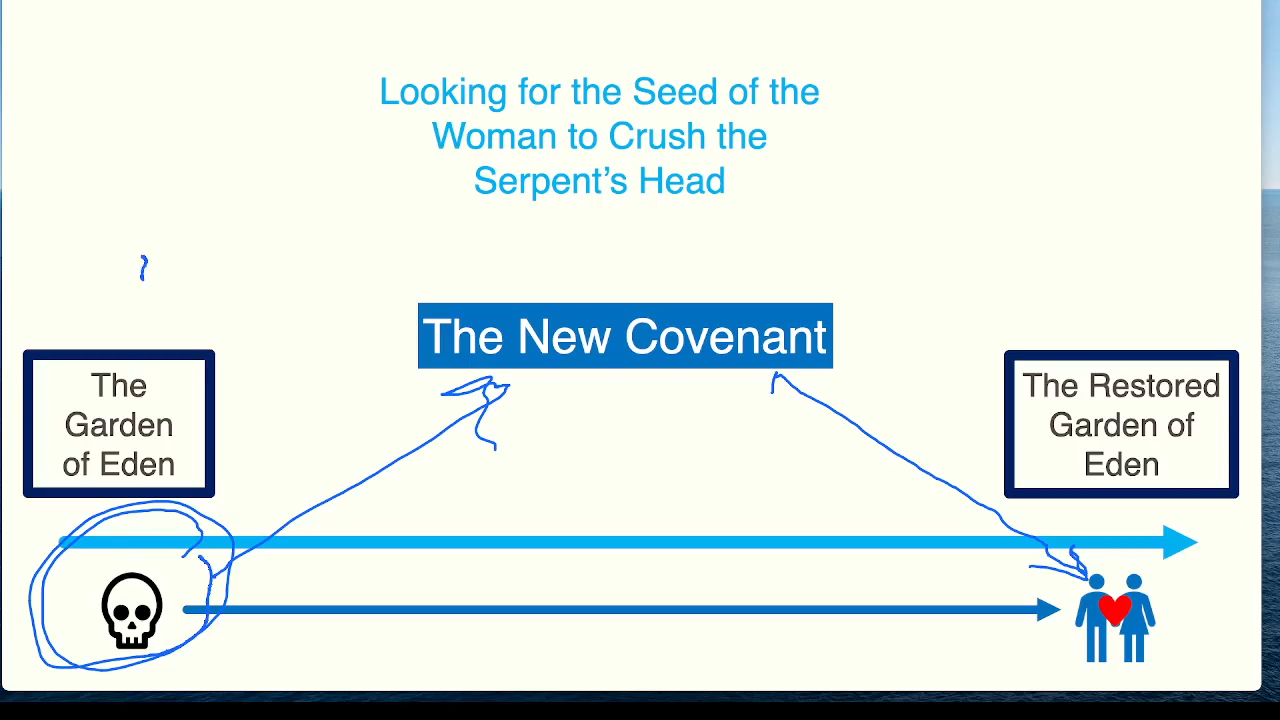 Looking for the Seed of the
Woman to Crush the
Serpent’s Head
The New Covenant
The
Garden
of Eden
The Restored
Garden of
Eden